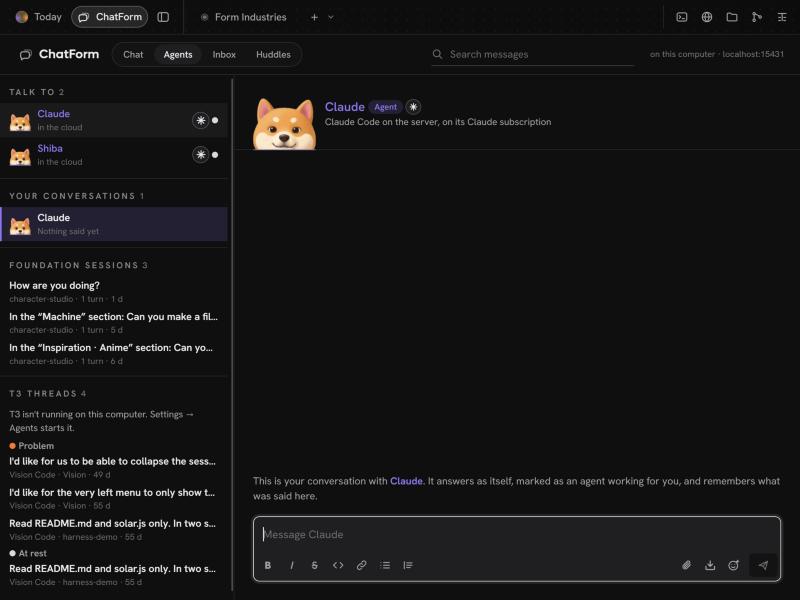 Today
ChatForm
Form Industries
ChatForm
Chat
Agents
Inbox
Huddles
Search messages
on this computer · localhost:15431
TALK TO 2
Claude
in the cloud
Shiba
in the cloud
YOUR CONVERSATIONS 1
Claude
Nothing said yet
FOUNDATION SESSIONS 3
How are you doing?
character-studio · 1 turn · 1 d
In the “Machine” section: Can you make a fil...
character-studio · 1 turn · 5 d
In the “Inspiration · Anime” section: Can yo...
character-studio · 1 turn · 6 d
T3 THREADS 4
T3 isn't running on this computer. Settings →
Agents starts it.
Problem
I'd like for us to be able to collapse the sess...
Vision Code · Vision · 49 d
I'd like for the very left menu to only show t...
Vision Code · Vision · 55 d
Read README.md and solar.js only. In two s...
Vision Code · harness-demo · 55 d
At rest
Read README.md and solar.js only. In two s...
Vision Code · harness-demo · 55 d
Claude Agent
Claude Code on the server, on its Claude subscription
This is your conversation with Claude. It answers as itself, marked as an agent working for you, and remembers what
was said here.
Message Claude
B I S